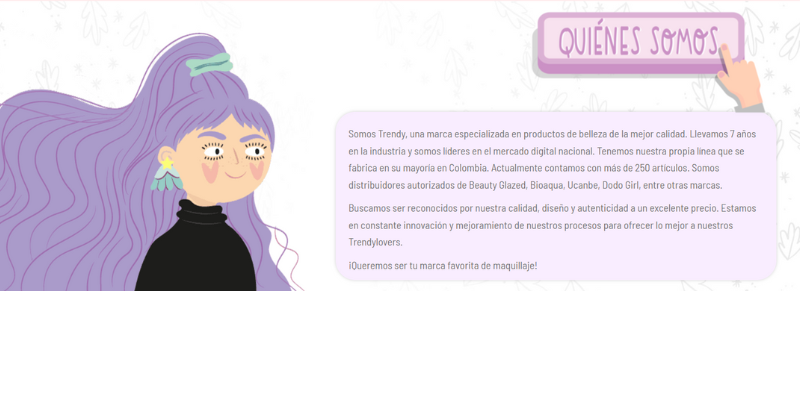 QUIÉNES SOMOS
Somos Trendy, una marca especializada en productos de belleza de la mejor calidad. Llevamos 7 años
en la industria y somos líderes en el mercado digital nacional. Tenemos nuestra propia línea que se
fabrica en su mayoría en Colombia. Actualmente contamos con más de 250 artículos. Somos
distribuidores autorizados de Beauty Glazed, Bioaqua, Ucanbe, Dodo Girl, entre otras marcas.
Buscamos ser reconocidos por nuestra calidad, diseño y autenticidad a un excelente precio. Estamos
en constante innovación y mejoramiento de nuestros procesos para ofrecer lo mejor a nuestros
Trendylovers.
¡Queremos ser tu marca favorita de maquillaje!